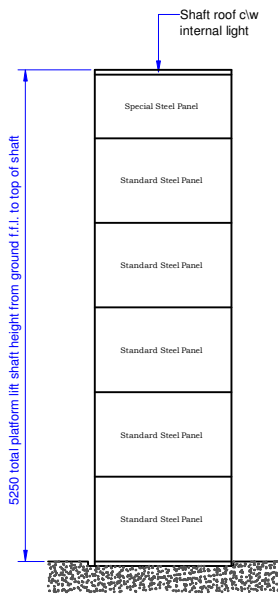 Shaft roof c\w
internal light
Special Steel Panel
Standard Steel Panel
Standard Steel Panel
Standard Steel Panel
Standard Steel Panel
Standard Steel Panel
5250 total platform lift shaft height from ground f.f.l. to top of shaft